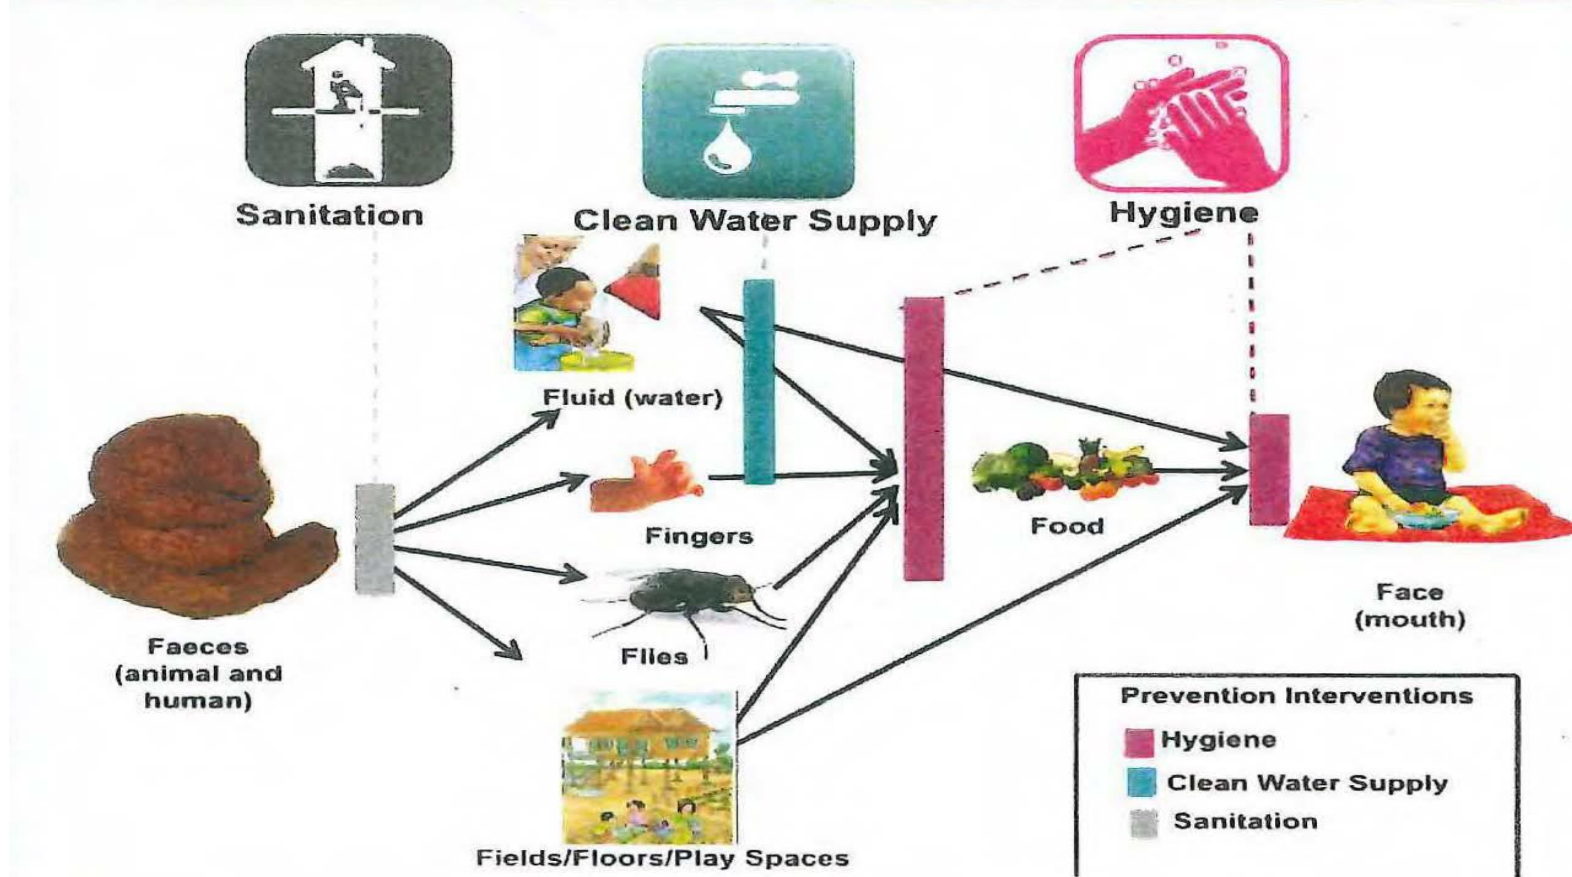 Sanitation
Clean Water Supply
Hygiene
Fluid (water)
Fingers
Flies
Fields/Floors/Play Spaces
Faeces
(animal and
human)
Food
Face
(mouth)
Prevention Interventions
Hygiene
Clean Water Supply
Sanitation